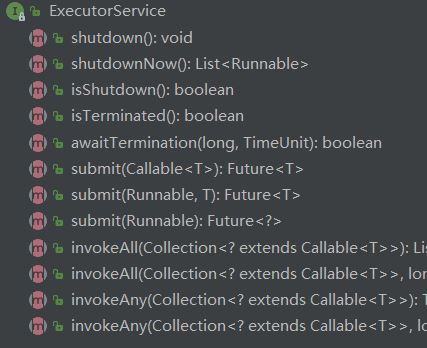 ExecutorService
shutdown(): void
shutdownNow(): List<Runnable>
isShutdown(): boolean
isTerminated(): boolean
awaitTermination(long, TimeUnit): boolean
submit(Callable<T>): Future<T>
submit(Runnable, T): Future<T>
submit(Runnable): Future<?>
invokeAll(Collection<? extends Callable<T>>): Lis
invokeAll(Collection<? extends Callable<T>>, lon
invokeAny(Collection<? extends Callable<T>>): T
invokeAny(Collection<? extends Callable<T>>, lo